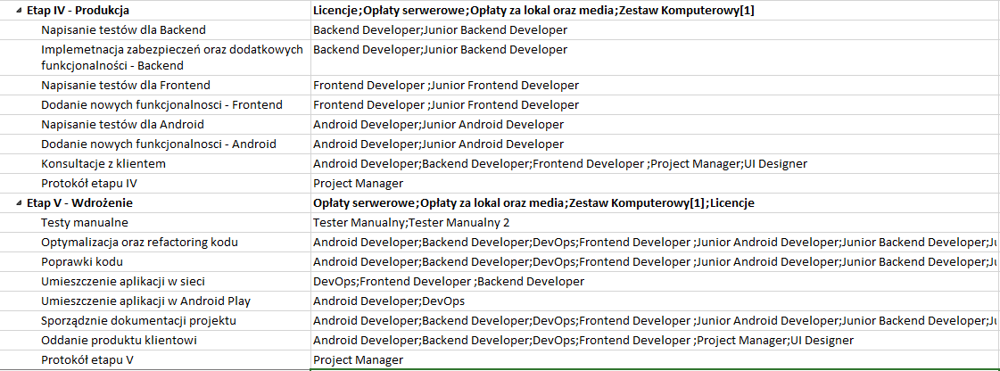 Etap IV - Produkcja Licencje;Opłaty serwerowe;Opłaty za lokal oraz media;Zestaw Komputerowy[1]
Napisanie testów dla Backend Backend Developer;Junior Backend Developer
Implemetnacja zabezpieczeń oraz dodatkowych Backend Developer;Junior Backend Developer
funkcjonalności - Backend
Napisanie testów dla Frontend Frontend Developer ;Junior Frontend Developer
Dodanie nowych funkcjonalnosci - Frontend Frontend Developer ;Junior Frontend Developer
Napisanie testów dla Android Android Developer;Junior Android Developer
Dodanie nowych funkcjonalnosci - Android Android Developer;Junior Android Developer
Konsultacje z klientem Android Developer;Backend Developer;Frontend Developer ;Project Manager;UI Designer
Protokół etapu IV Project Manager
Etap V - Wdrożenie Opłaty serwerowe;Opłaty za lokal oraz media;Zestaw Komputerowy[1];Licencje
Testy manualne Tester Manualny;Tester Manualny 2
Optymalizacja oraz refactoring kodu Android Developer;Backend Developer;DevOps;Frontend Developer ;Junior Android Developer;Junior Backend Developer;
Poprawki kodu Android Developer;Backend Developer;DevOps;Frontend Developer ;Junior Android Developer;Junior Backend Developer;
Umieszczenie aplikacji w sieci DevOps;Frontend Developer ;Backend Developer
Umieszczenie aplikacji w Android Play Android Developer;DevOps
Sporządznie dokumentacji projektu Android Developer;Backend Developer;DevOps;Frontend Developer ;Junior Android Developer;Junior Backend Developer;
Oddanie produktu klientowi Android Developer;Backend Developer;DevOps;Frontend Developer ;Project Manager;UI Designer
Protokół etapu V Project Manager